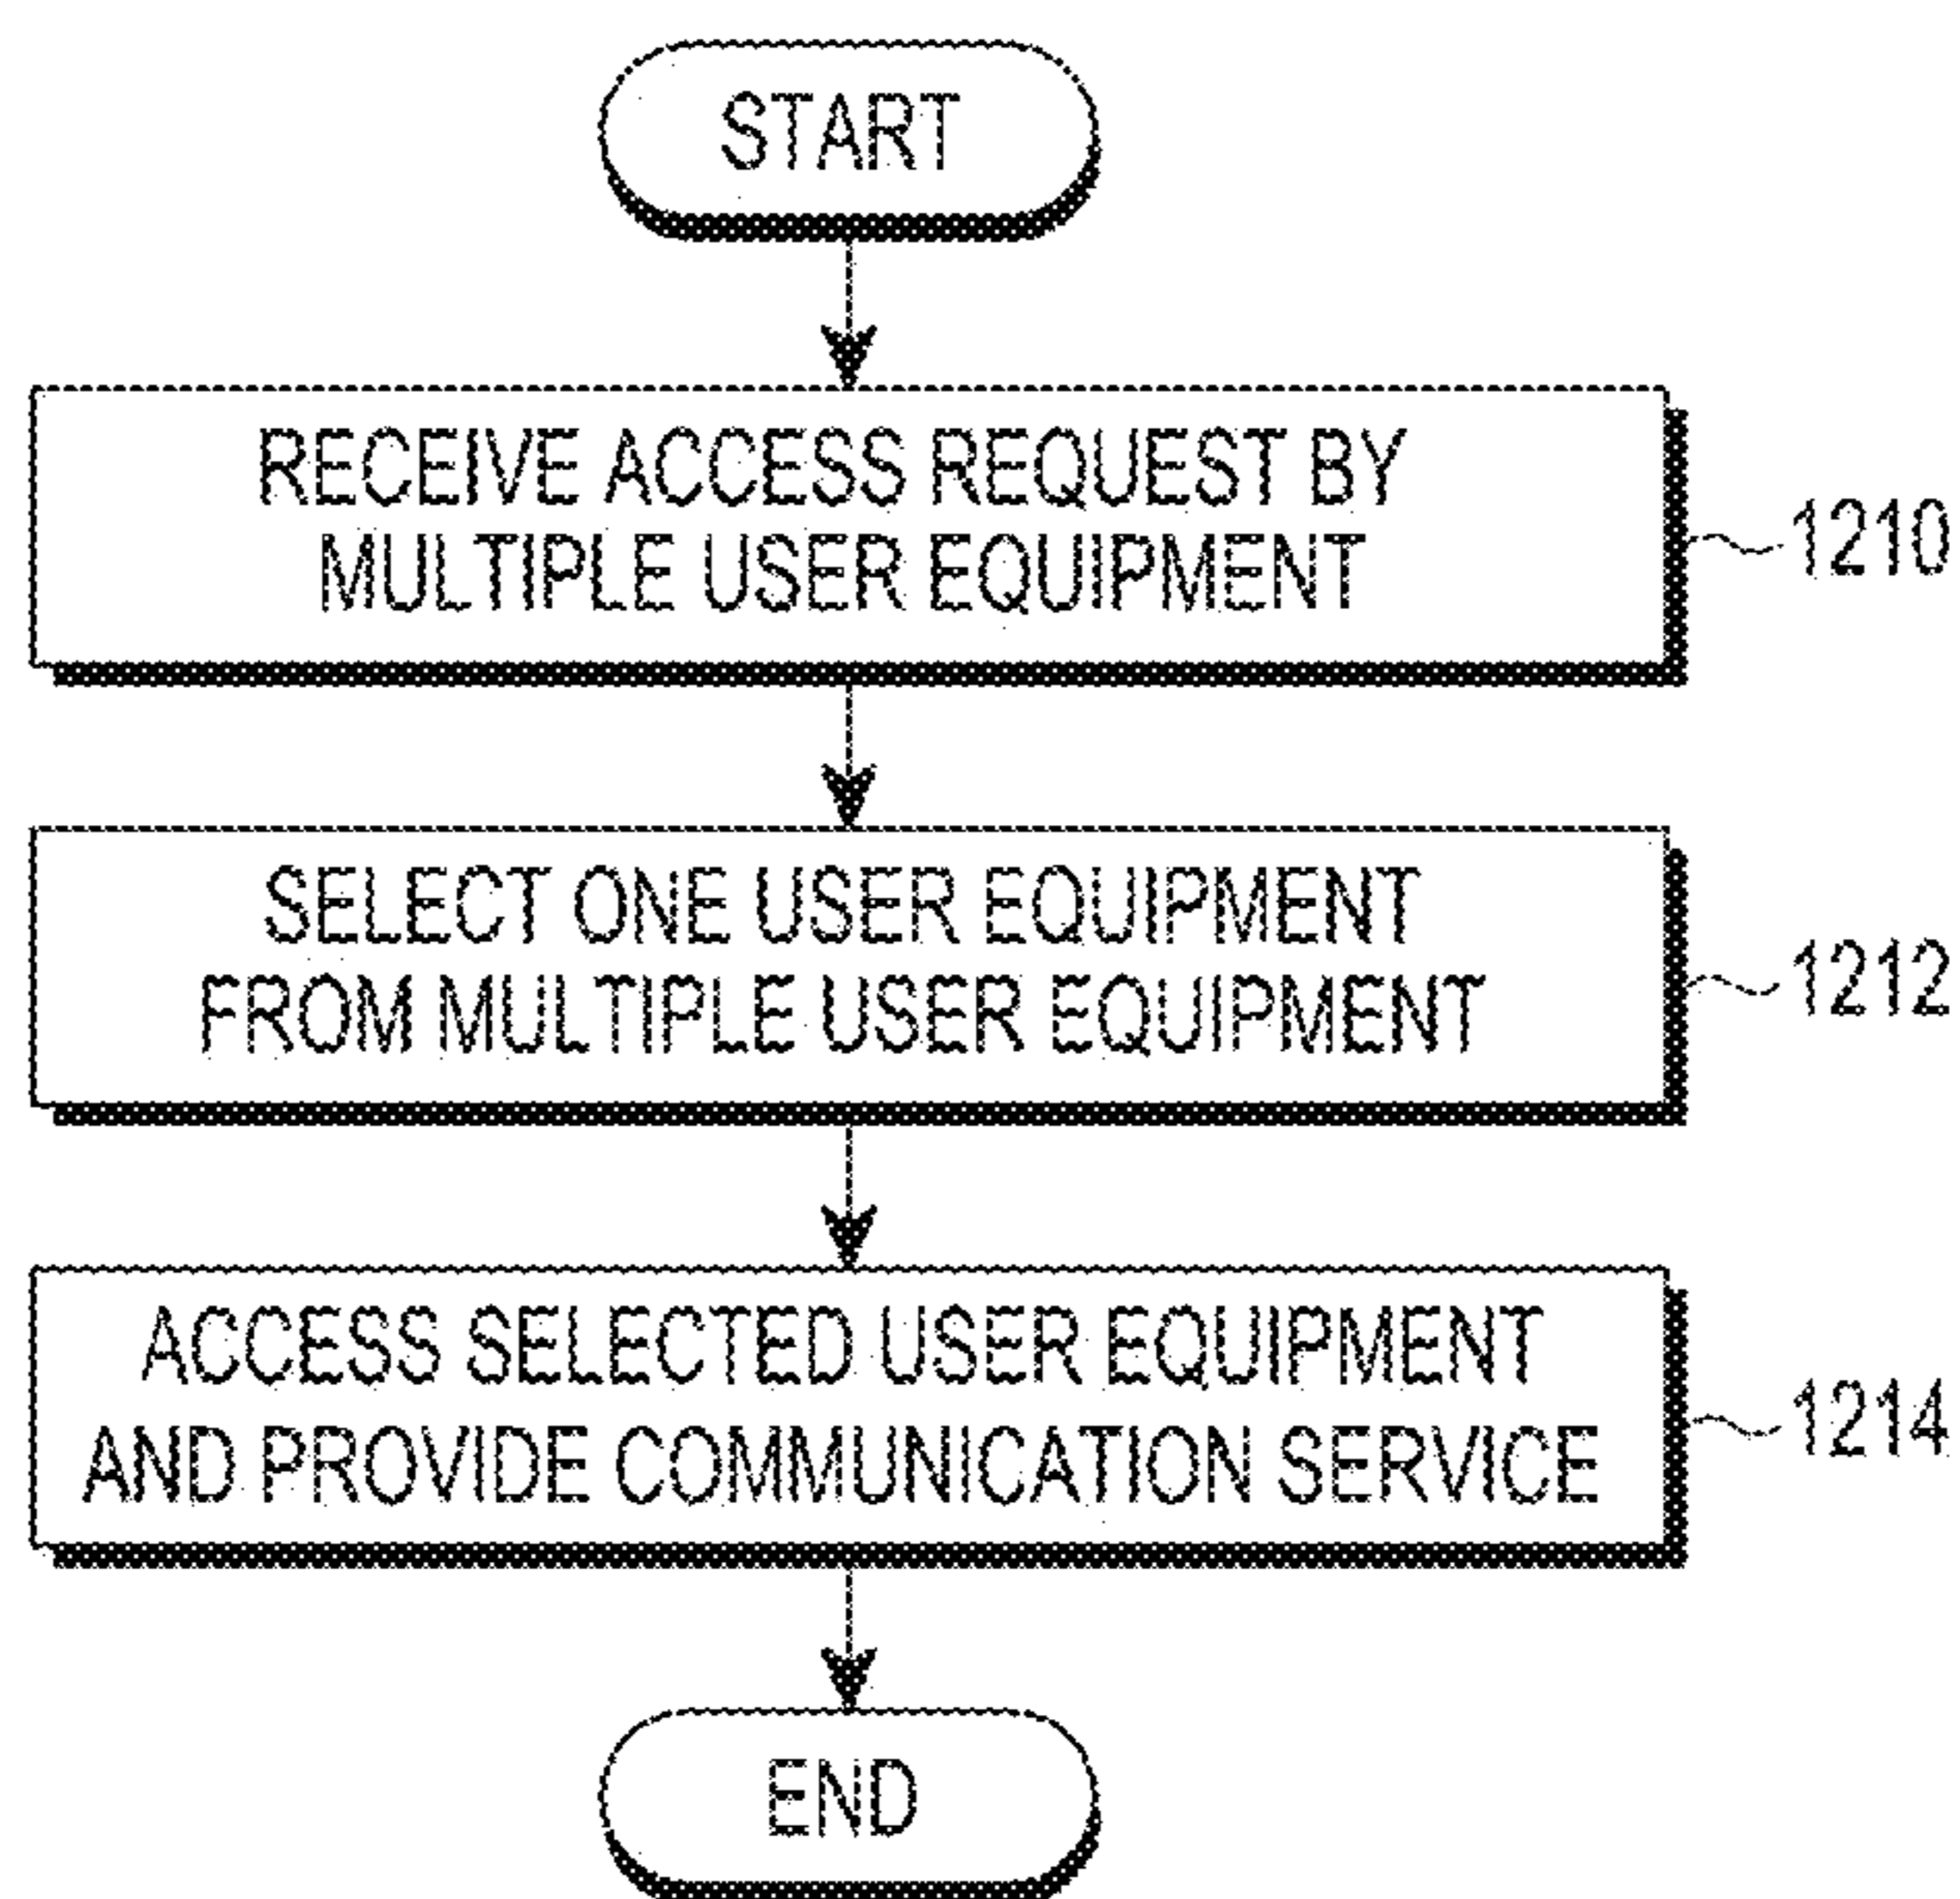 START
RECEIVE ACCESS REQUEST BY
MULTIPLE USER EQUIPMENT
1210
SELECT ONE USER EQUIPMENT
FROM MULTIPLE USER EQUIPMENT
1212
ACCESS SELECTED USER EQUIPMENT
AND PROVIDE COMMUNICATION SERVICE
1214
END